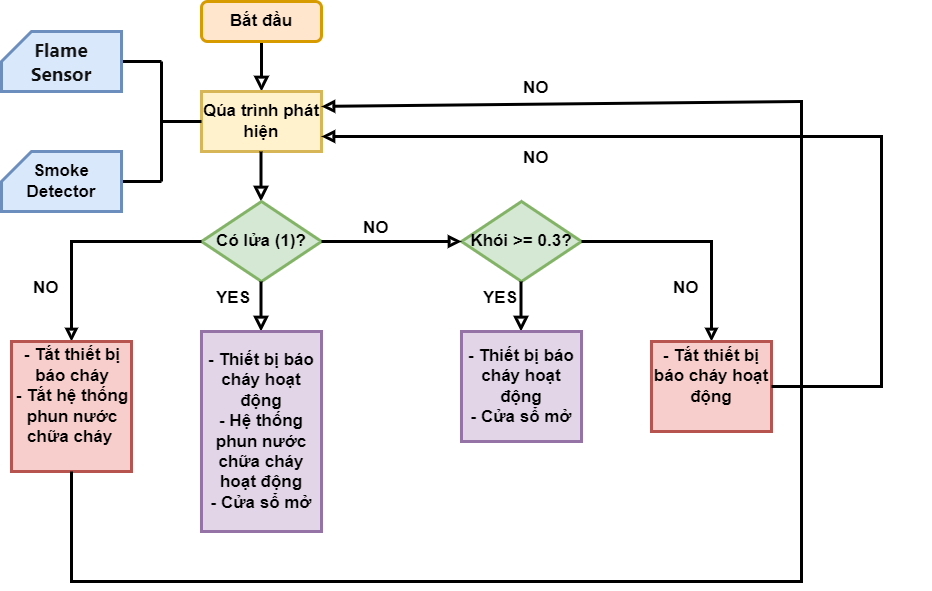 Bắt đầu
Flame
Sensor
NO
Qúa trình phát
hiện
NO
Smoke
Detector
Có lửa (1)?
NO
Khói >= 0.3?
NO
YES
YES
NO
- Tắt thiết bị
báo cháy
- Tắt hệ thống
phun nước
chữa cháy
- Thiết bị báo
cháy hoạt
động
- Hệ thống
phun nước
chữa cháy
hoạt động
- Cửa sổ mở
- Thiết bị báo
cháy hoạt
động
- Cửa sổ mở
- Tắt thiết bị
báo cháy hoạt
động